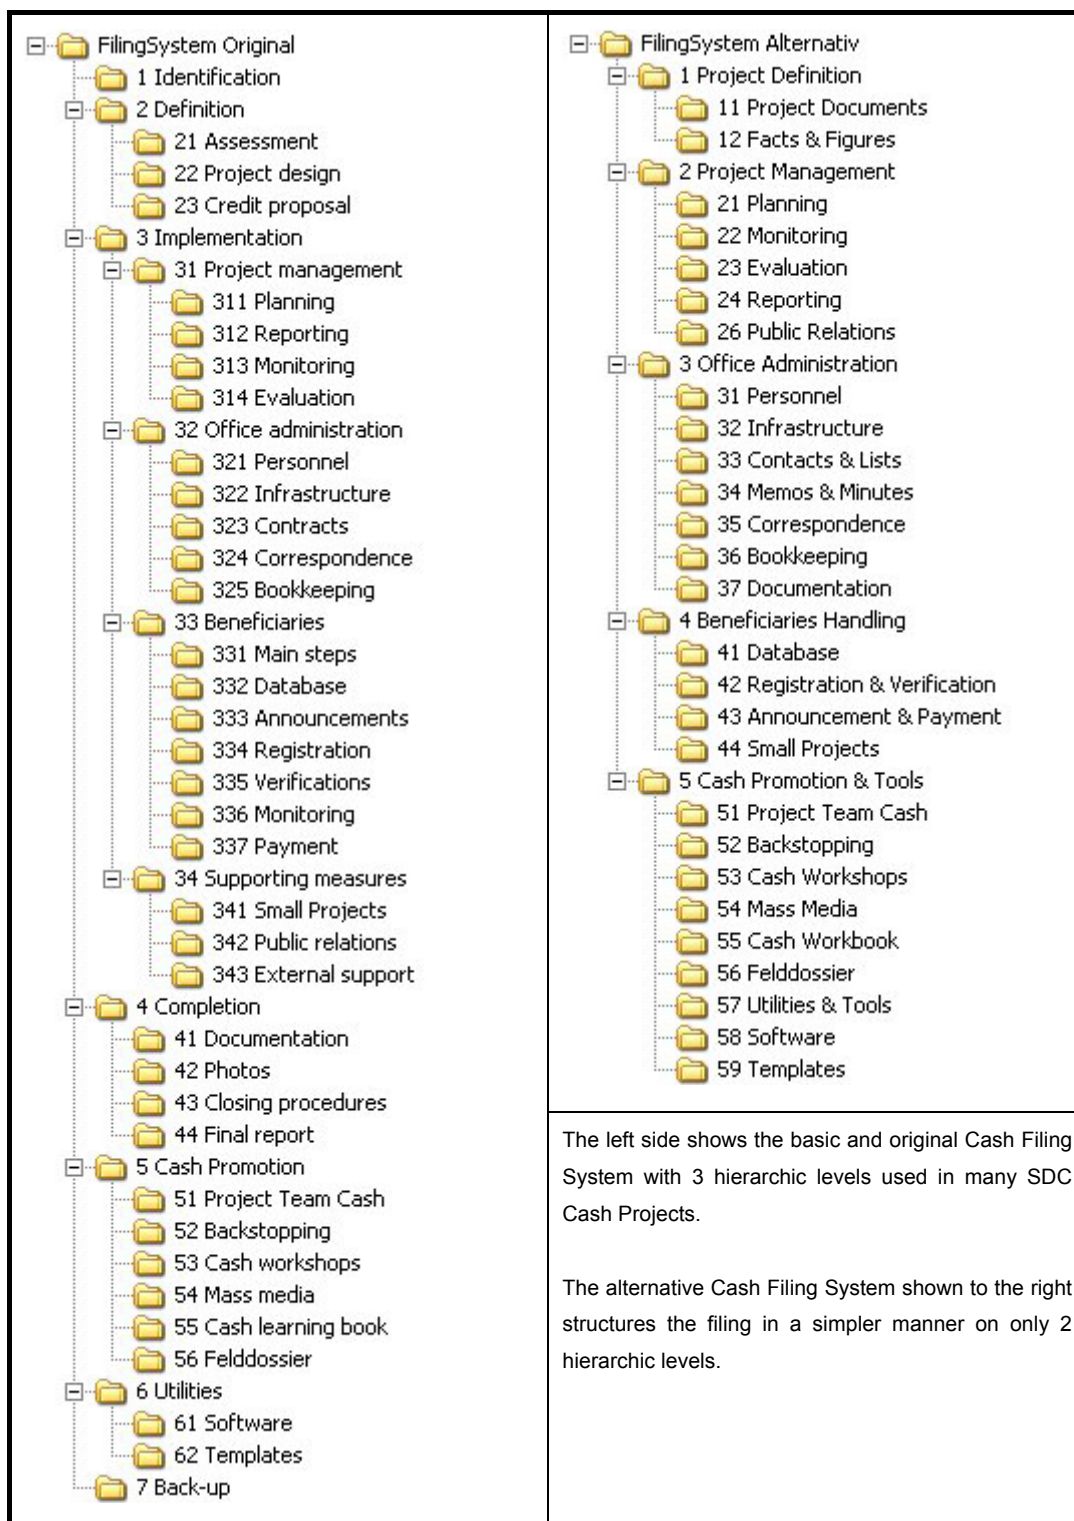 FilingSystem Original
1 Identification
2 Definition
21 Assessment
22 Project design
23 Credit proposal
3 Implementation
31 Project management
311 Planning
312 Reporting
313 Monitoring
314 Evaluation
32 Office administration
321 Personnel
322 Infrastructure
323 Contracts
324 Correspondence
325 Bookkeeping
33 Beneficiaries
331 Main steps
332 Database
333 Announcements
334 Registration
335 Verifications
336 Monitoring
337 Payment
34 Supporting measures
341 Small Projects
342 Public relations
343 External support
4 Completion
41 Documentation
42 Photos
43 Closing procedures
44 Final report
5 Cash Promotion
51 Project Team Cash
52 Backstopping
53 Cash workshops
54 Mass media
55 Cash learning book
56 Felddossier
6 Utilities
61 Software
62 Templates
7 Back-up
FilingSystem Alternativ
1 Project Definition
11 Project Documents
12 Facts & Figures
2 Project Management
21 Planning
22 Monitoring
23 Evaluation
24 Reporting
26 Public Relations
3 Office Administration
31 Personnel
32 Infrastructure
33 Contacts & Lists
34 Memos & Minutes
35 Correspondence
36 Bookkeeping
37 Documentation
4 Beneficiaries Handling
41 Database
42 Registration & Verification
43 Announcement & Payment
44 Small Projects
5 Cash Promotion & Tools
51 Project Team Cash
52 Backstopping
53 Cash Workshops
54 Mass Media
55 Cash Workbook
56 Felddossier
57 Utilities & Tools
58 Software
59 Templates
The left side shows the basic and original Cash Filing
System with 3 hierarchic levels used in many SDC
Cash Projects.
The alternative Cash Filing System shown to the right
structures the filing in a simpler manner on only 2
hierarchic levels.